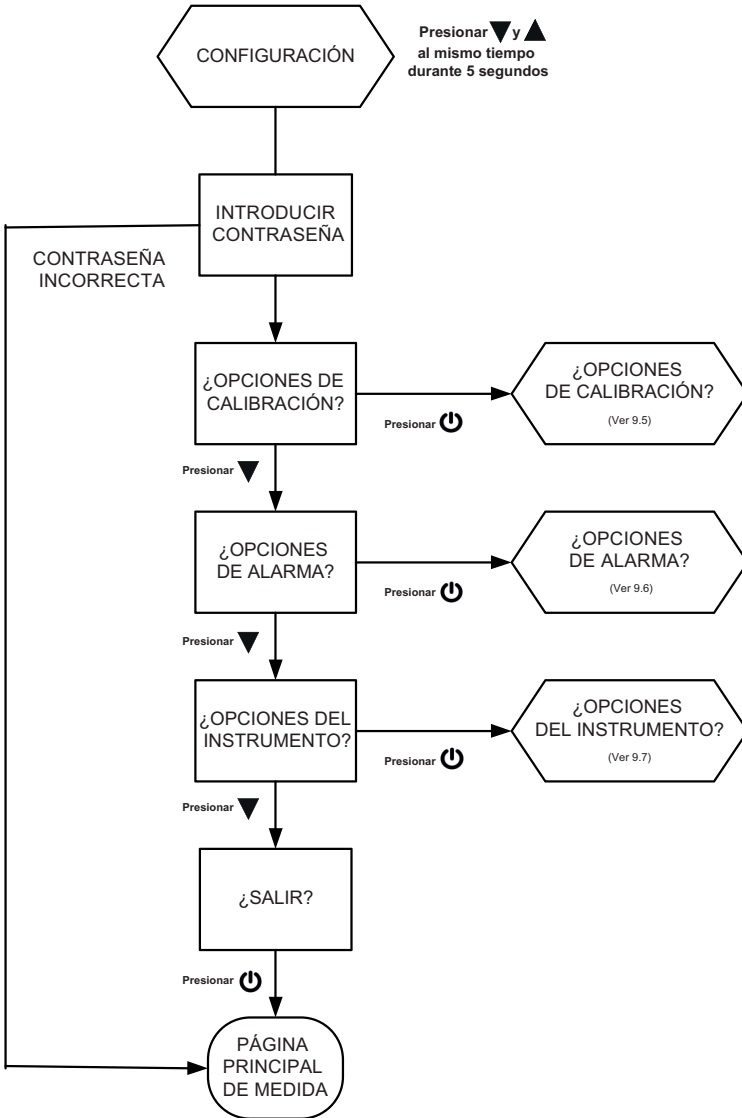 CONFIGURACIÓN
Presionar ▼ y ▲
al mismo tiempo
durante 5 segundos
INTRODUCIR
CONTRASEÑA
CONTRASEÑA
INCORRECTA
¿OPCIONES DE
CALIBRACIÓN?
Presionar
¿OPCIONES
DE CALIBRACIÓN?
(Ver 9.5)
Presionar ▼
¿OPCIONES
DE ALARMA?
Presionar
¿OPCIONES
DE ALARMA?
(Ver 9.6)
Presionar ▼
¿OPCIONES DEL
INSTRUMENTO?
Presionar
¿OPCIONES
DEL INSTRUMENTO?
(Ver 9.7)
Presionar ▼
¿SALIR?
Presionar
PÁGINA
PRINCIPAL
DE MEDIDA